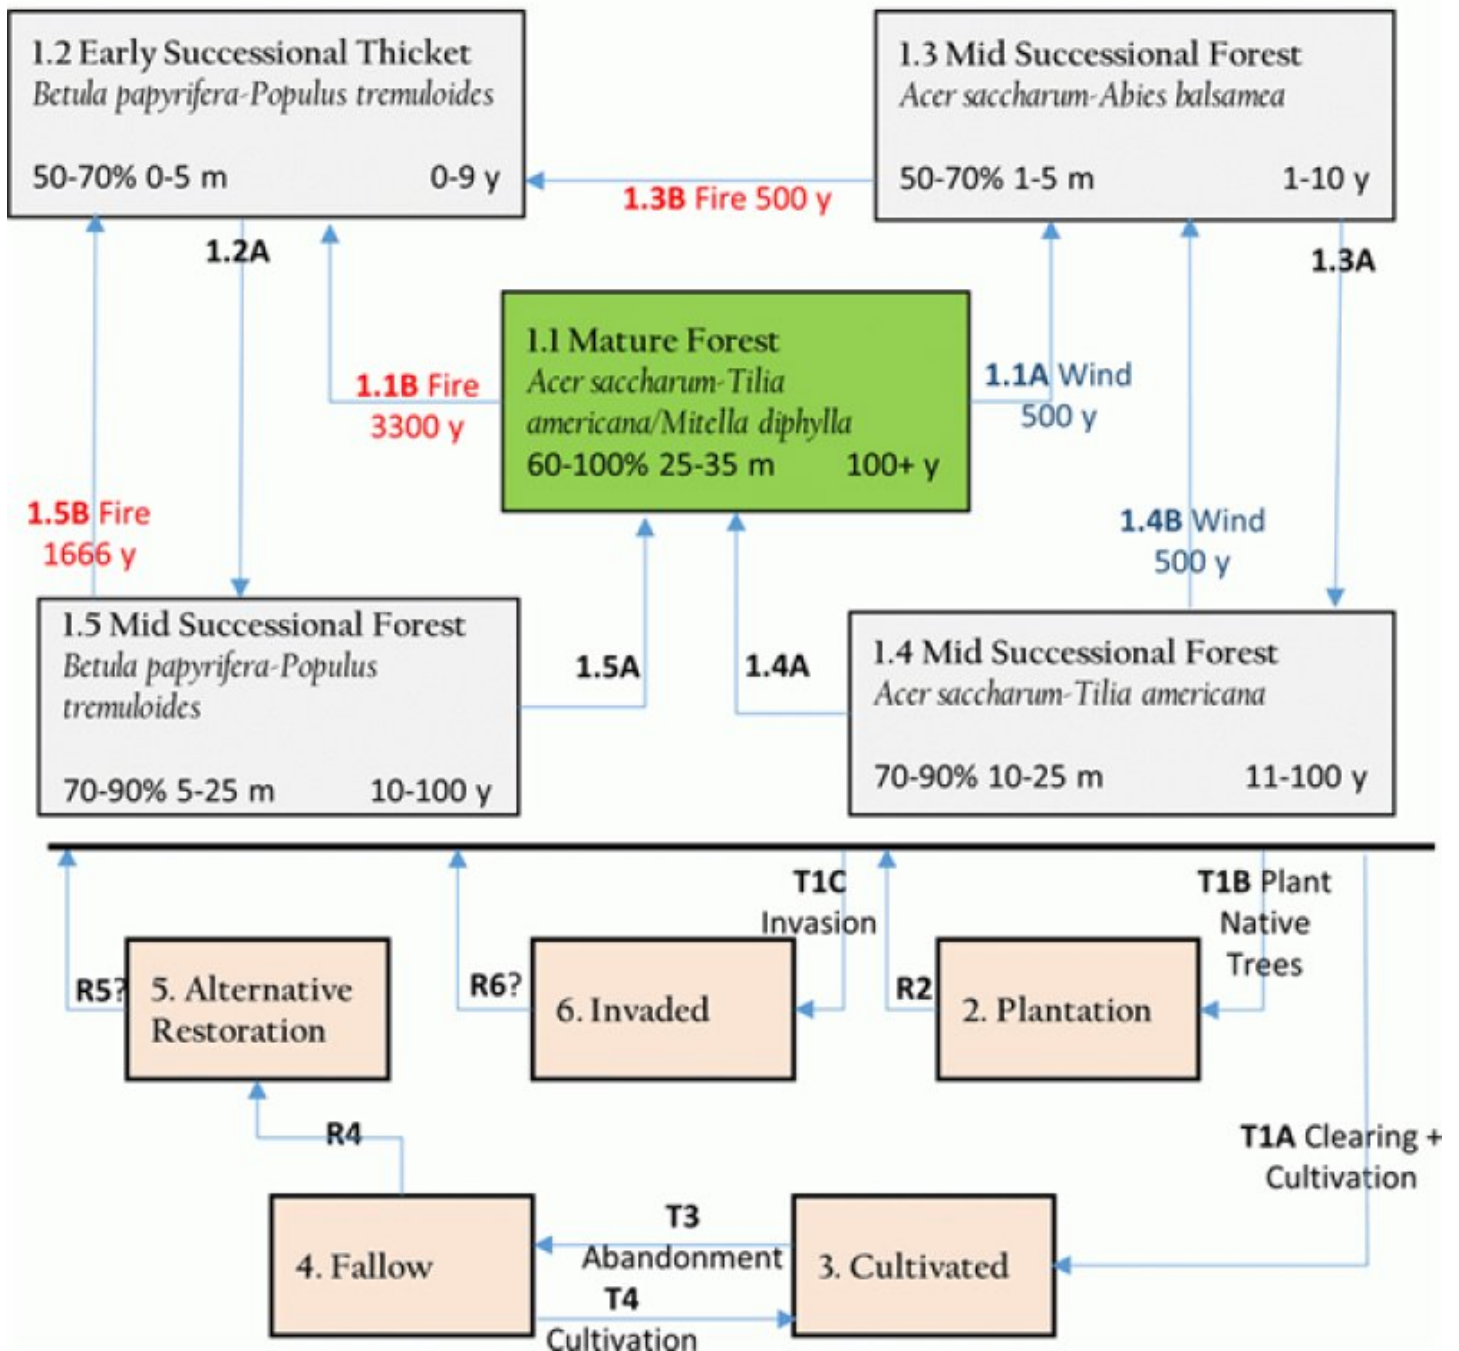 1.2 Early Successional Thicket
Betula papyrifera-Populus tremuloides
50-70% 0-5 m 0-9 y
1.3 Mid Successional Forest
Acer saccharum-Abies balsamea
50-70% 1-5 m 1-10 y
1.3B Fire 500 y
1.2A
1.3A
1.1 Mature Forest
Acer saccharum-Tilia
americana/Mitella diphylla
60-100% 25-35 m 100+ y
1.1B Fire
3300 y
1.1A Wind
500 y
1.5B Fire
1666 y
1.4B Wind
500 y
1.5 Mid Successional Forest
Betula papyrifera-Populus
tremuloides
70-90% 5-25 m 10-100 y
1.5A
1.4A
1.4 Mid Successional Forest
Acer saccharum-Tilia americana
70-90% 10-25 m 11-100 y
T1C
Invasion
T1B Plant
Native
Trees
R5?
5. Alternative
Restoration
R6?
6. Invaded
R2
2. Plantation
R4
T1A Clearing +
Cultivation
4. Fallow
T3
Abandonment
T4
Cultivation
3. Cultivated